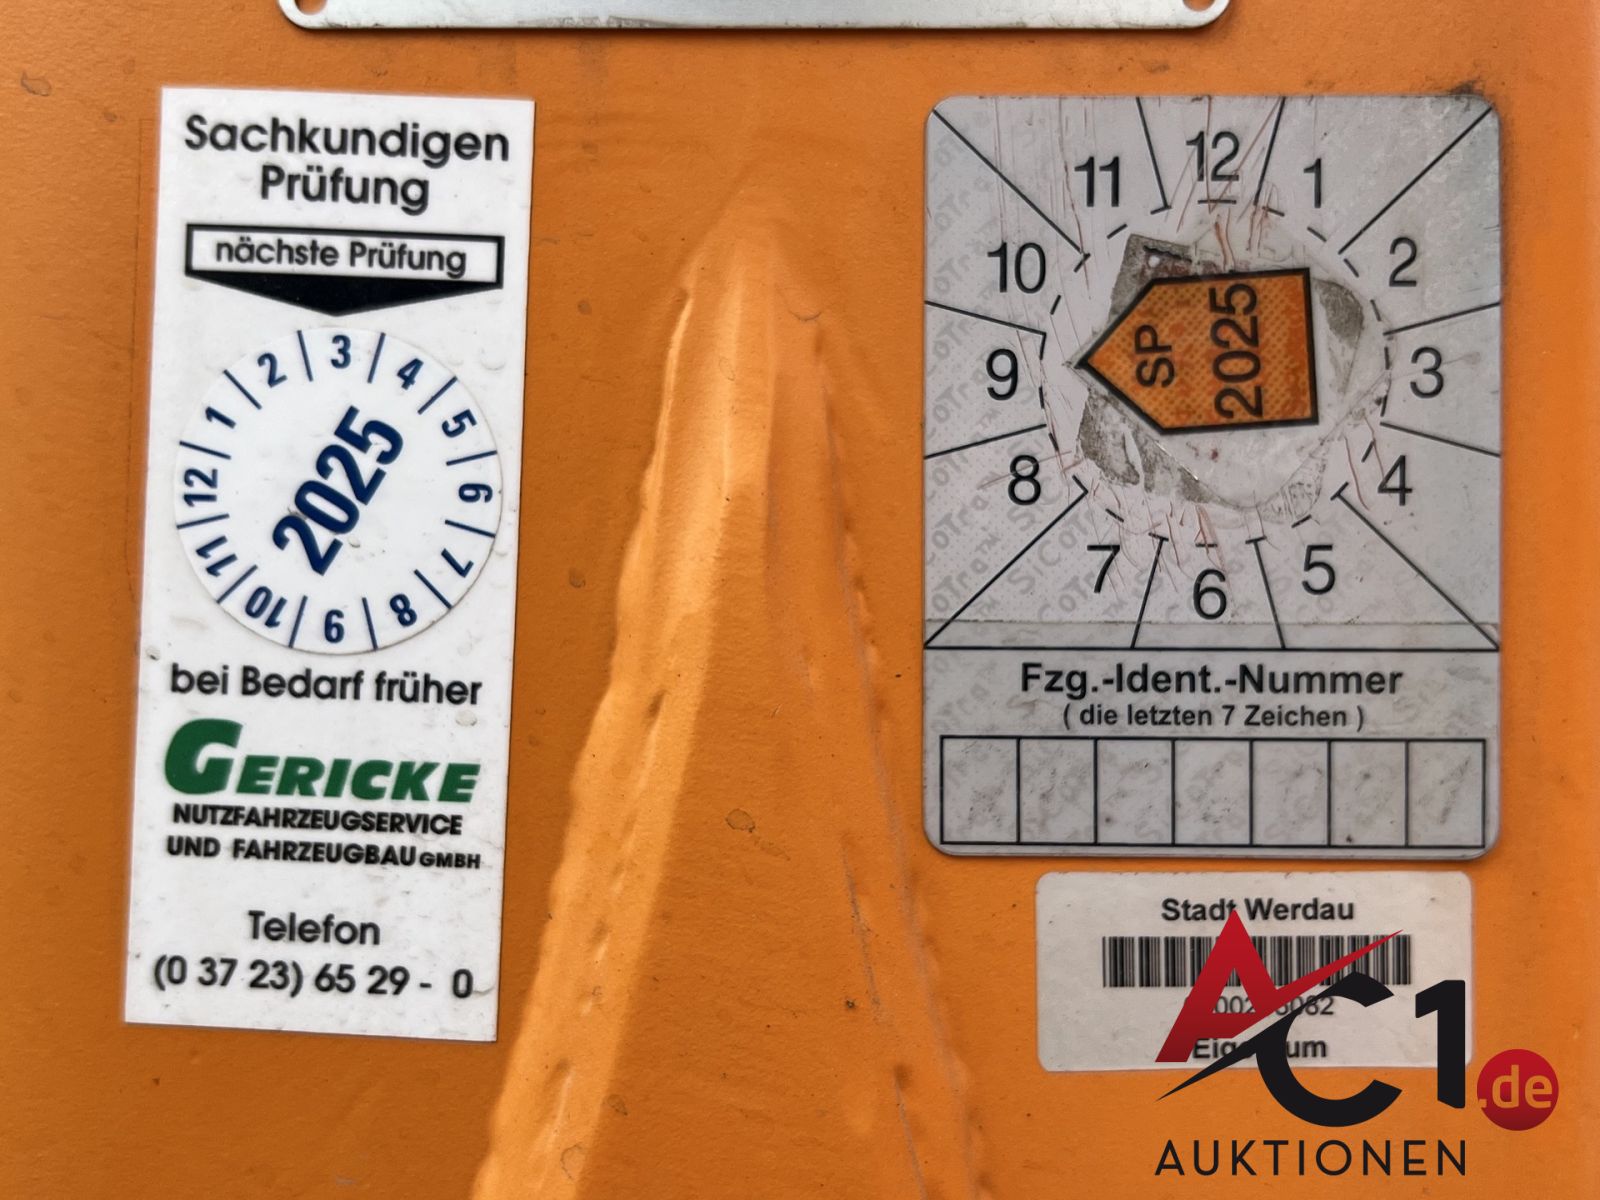 Sachkundigen
Prüfung
nächste Prüfung
1 2 3 4 5 6 7 8 9 10 11 12
2025
bei Bedarf früher
GERICKE
NUTZFAHRZEUGSERVICE
UND FAHRZEUGBAU GMBH
Telefon
(0 37 23) 65 29 - 0
12 1 2 3 4 5 6 7 8 9 10 11
SP
2025
Fzg.-Ident.-Nummer
( die letzten 7 Zeichen )
Stadt Werdau
AC1.de
AUKTIONEN